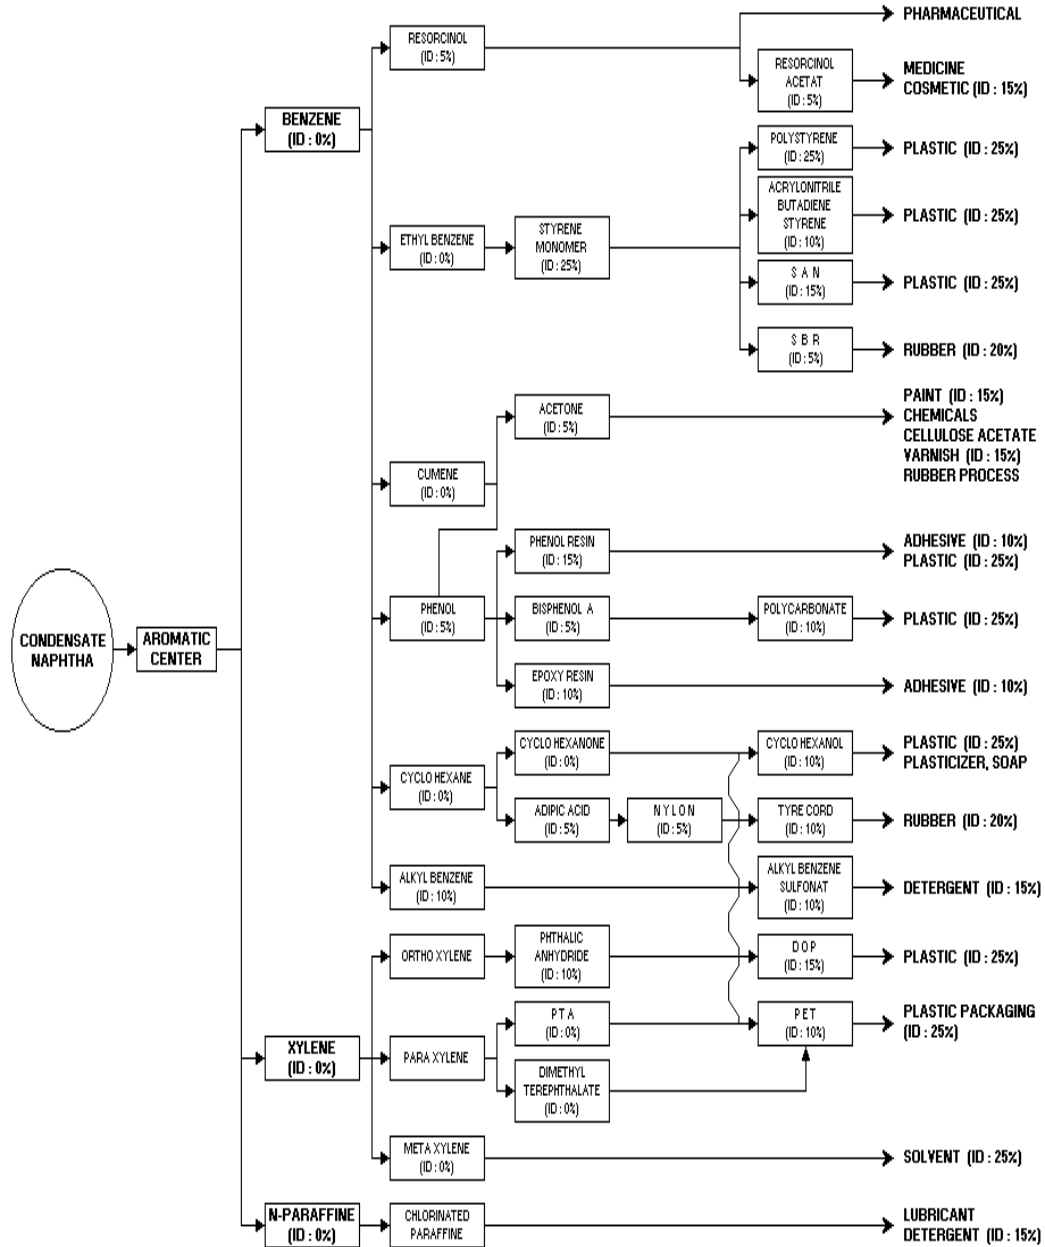 CONDENSATE
NAPHTHA
AROMATIC
CENTER
BENZENE
(ID : 0%)
RESORCINOL
(ID : 5%)
PHARMACEUTICAL
RESORCINOL
ACETAT
(ID : 5%)
MEDICINE
COSMETIC (ID : 15%)
ETHYL BENZENE
(ID : 0%)
STYRENE
MONOMER
(ID : 25%)
POLYSTYRENE
(ID : 25%)
PLASTIC (ID : 25%)
ACRYLONITRILE
BUTADIENE
STYRENE
(ID : 10%)
PLASTIC (ID : 25%)
S A N
(ID : 15%)
PLASTIC (ID : 25%)
S B R
(ID : 5%)
RUBBER (ID : 20%)
CUMENE
(ID : 0%)
ACETONE
(ID : 5%)
PAINT (ID : 15%)
CHEMICALS
CELLULOSE ACETATE
VARNISH (ID : 15%)
RUBBER PROCESS
PHENOL
(ID : 5%)
PHENOL RESIN
(ID : 15%)
ADHESIVE (ID : 10%)
PLASTIC (ID : 25%)
BISPHENOL A
(ID : 5%)
POLYCARBONATE
(ID : 10%)
PLASTIC (ID : 25%)
EPOXY RESIN
(ID : 10%)
ADHESIVE (ID : 10%)
CYCLO HEXANE
(ID : 0%)
CYCLO HEXANONE
(ID : 0%)
CYCLO HEXANOL
(ID : 10%)
PLASTIC (ID : 25%)
PLASTICIZER, SOAP
ADIPIC ACID
(ID : 5%)
N Y L O N
(ID : 5%)
TYRE CORD
(ID : 10%)
RUBBER (ID : 20%)
ALKYL BENZENE
(ID : 10%)
ALKYL BENZENE
SULFONAT
(ID : 10%)
DETERGENT (ID : 15%)
XYLENE
(ID : 0%)
ORTHO XYLENE
PHTHALIC
ANHYDRIDE
(ID : 10%)
D O P
(ID : 15%)
PLASTIC (ID : 25%)
PARA XYLENE
P T A
(ID : 0%)
P E T
(ID : 10%)
PLASTIC PACKAGING
(ID : 25%)
DIMETHYL
TEREPHTHALATE
(ID : 0%)
META XYLENE
(ID : 0%)
SOLVENT (ID : 25%)
N-PARAFFINE
(ID : 0%)
CHLORINATED
PARAFFINE
LUBRICANT
DETERGENT (ID : 15%)